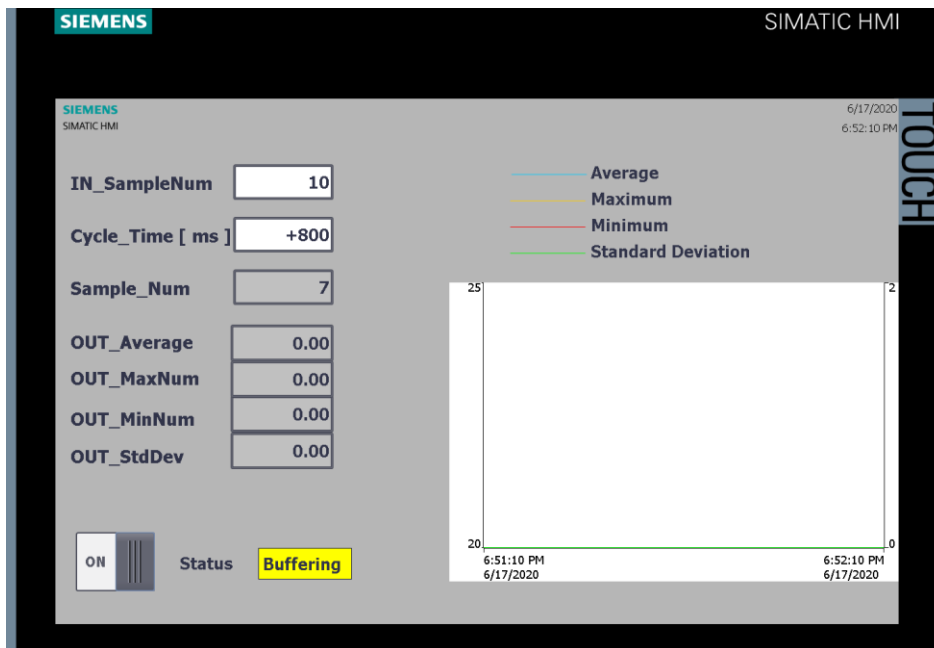 SIEMENS
SIMATIC HMI
SIEMENS
SIMATIC HMI
6/17/2020
6:52:10 PM
TOUCH
IN_SampleNum 10
Cycle_Time [ ms ] +800
Sample_Num 7
OUT_Average 0.00
OUT_MaxNum 0.00
OUT_MinNum 0.00
OUT_StdDev 0.00
ON
Status Buffering
Average
Maximum
Minimum
Standard Deviation
25 2
20 0
6:51:10 PM 6:52:10 PM
6/17/2020 6/17/2020